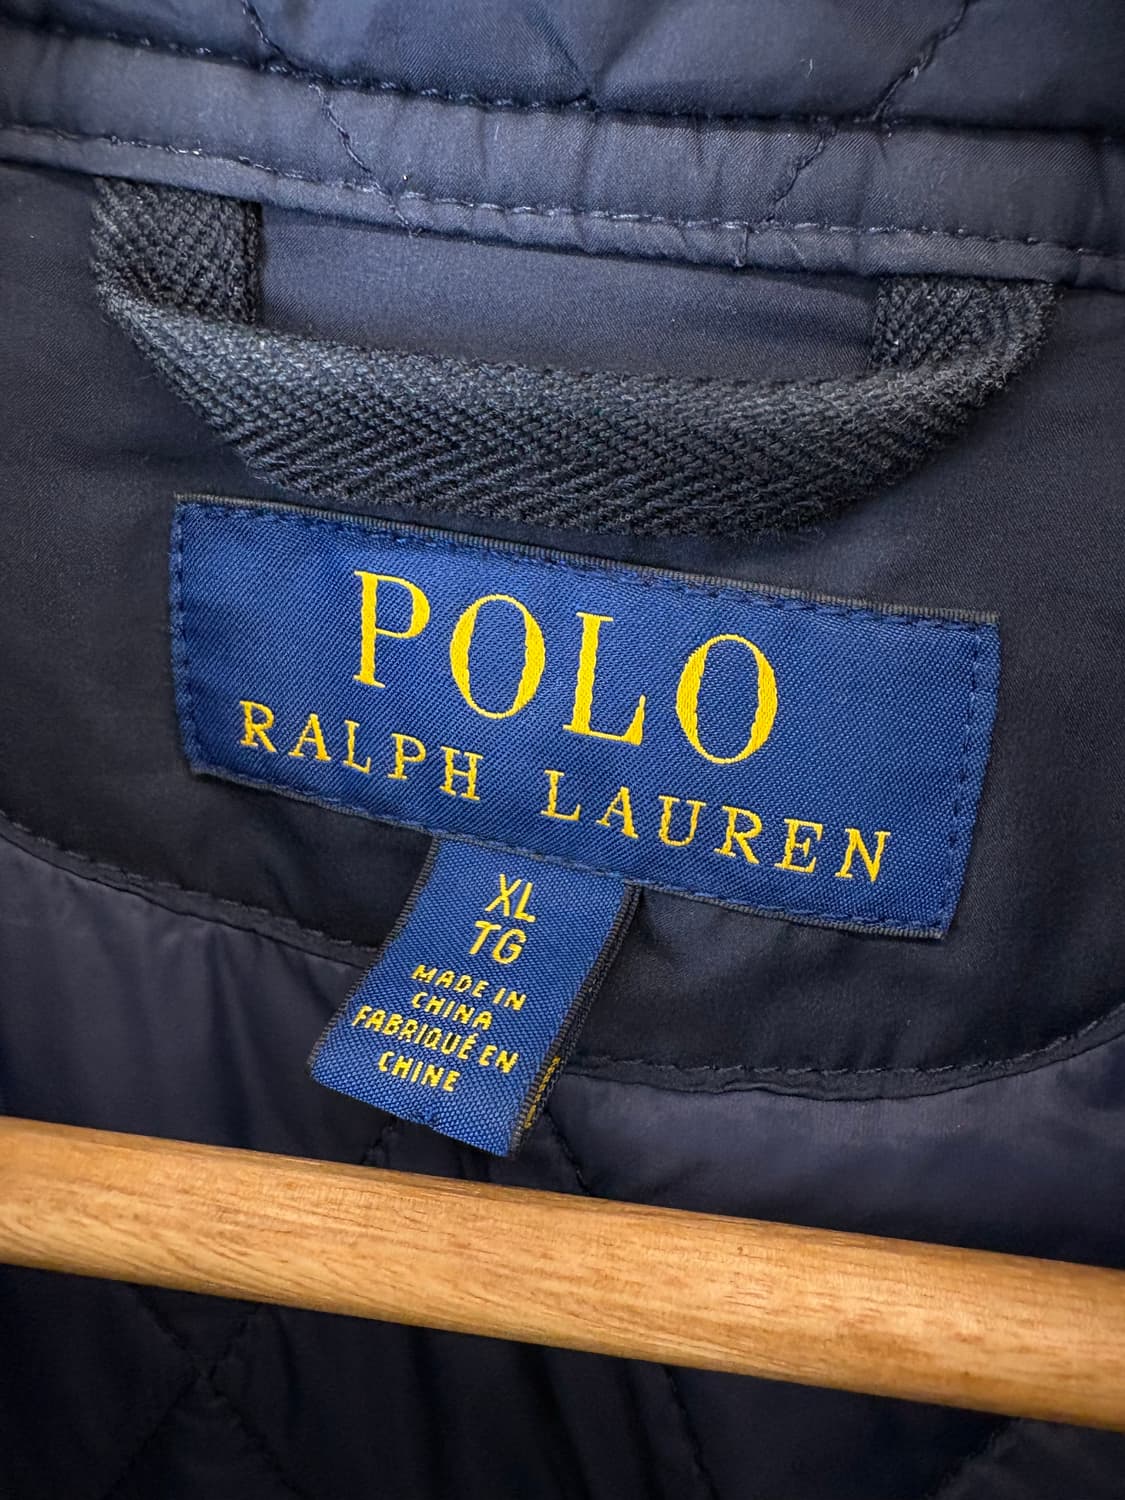 POLO
RALPH LAUREN
XL
TG
MADE IN
CHINA
FABRIQUÉ EN
CHINE